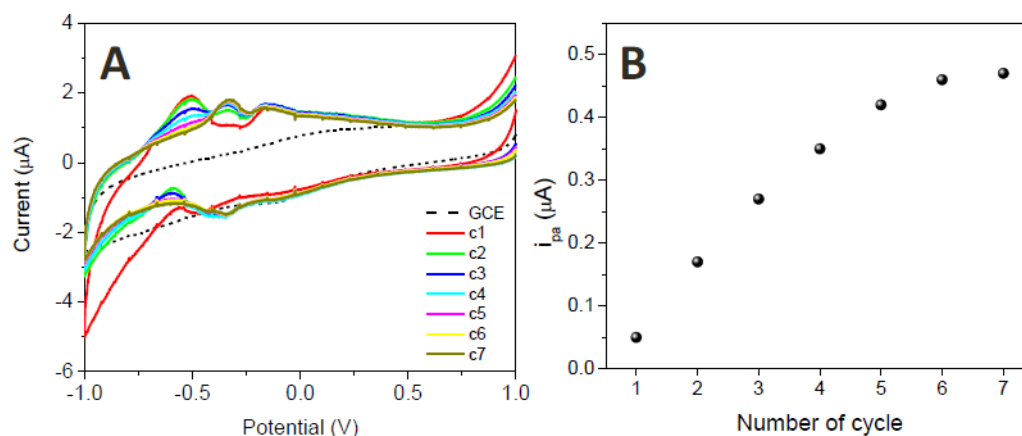 A
4
2
0
-2
-4
-6
Current (µA)
-1.0 -0.5 0.0 0.5 1.0
Potential (V)
GCE
c1
c2
c3
c4
c5
c6
c7
B
0.5
0.4
0.3
0.2
0.1
0.0
ipa (µA)
1 2 3 4 5 6 7
Number of cycle